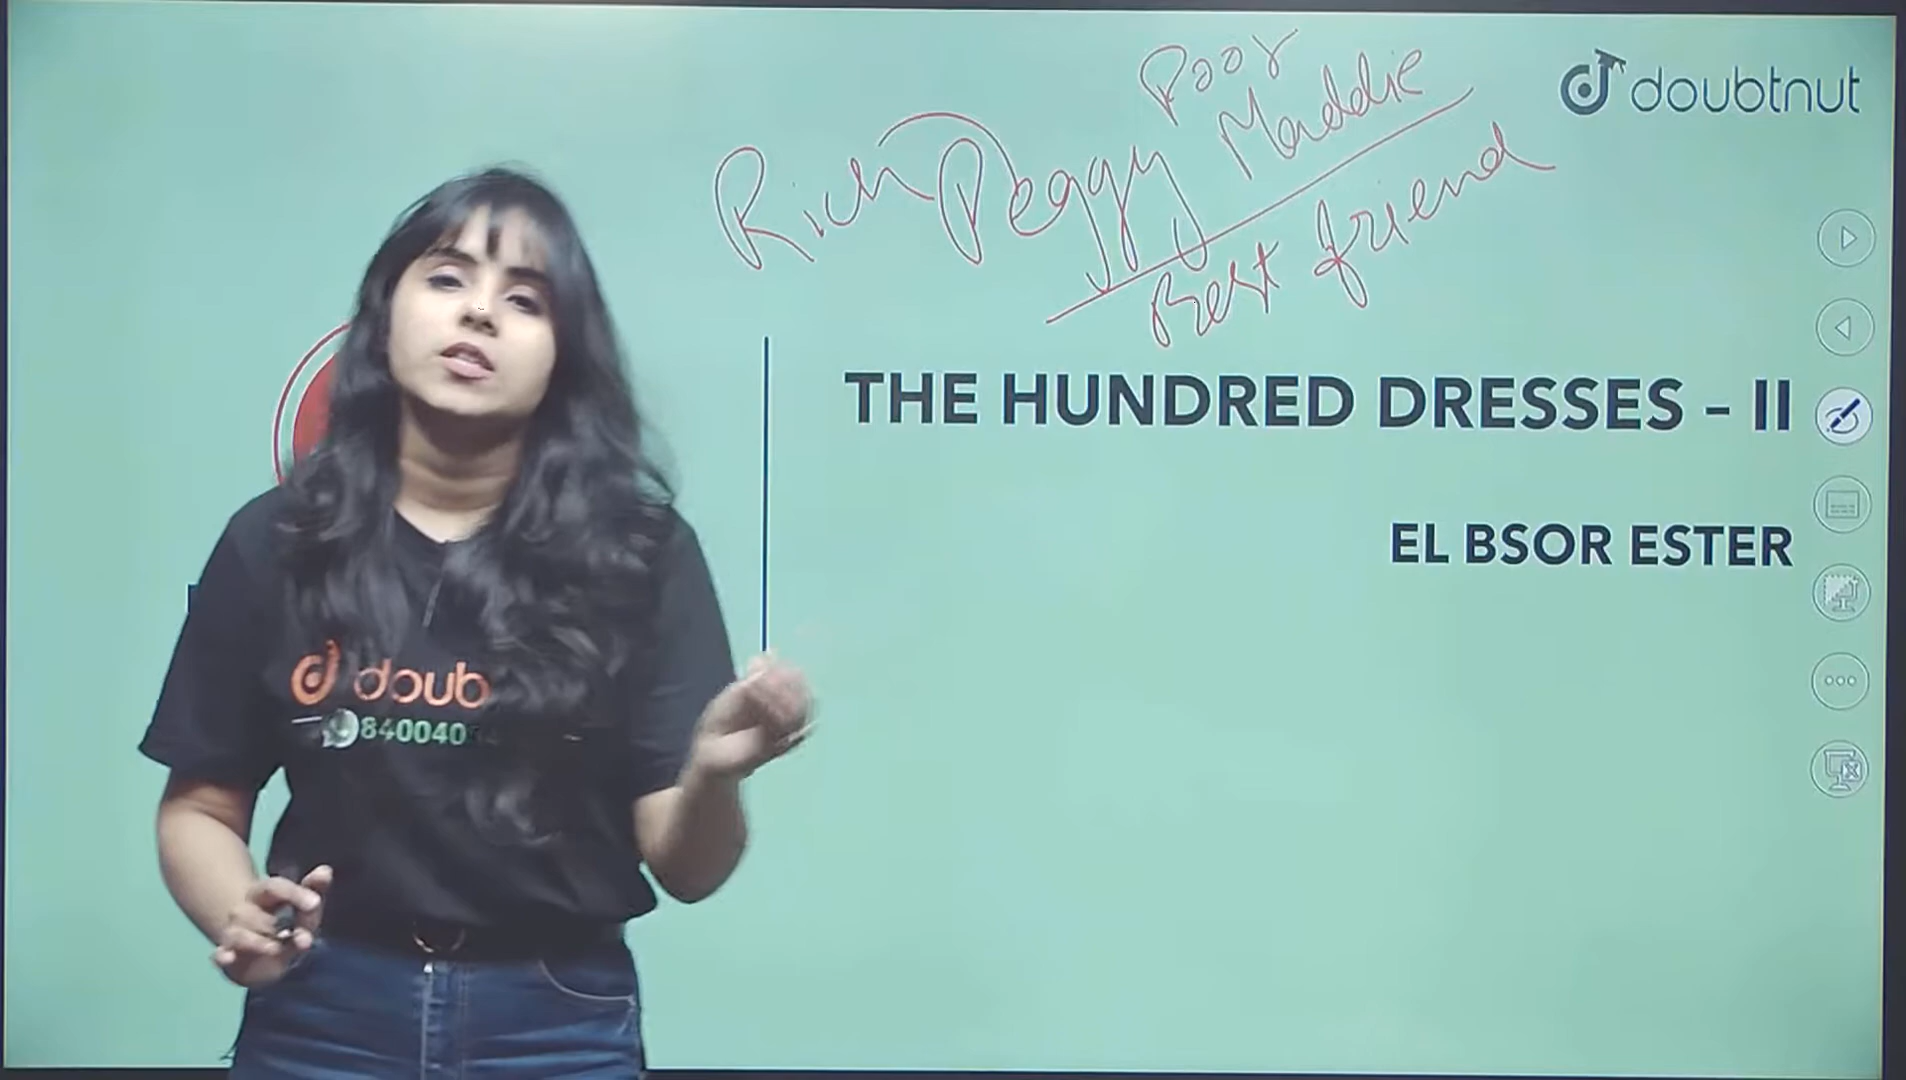 Poor
Maddie
Rich Peggy
Best friend
doubtnut
THE HUNDRED DRESSES – II
EL BSOR ESTER
doub
84004